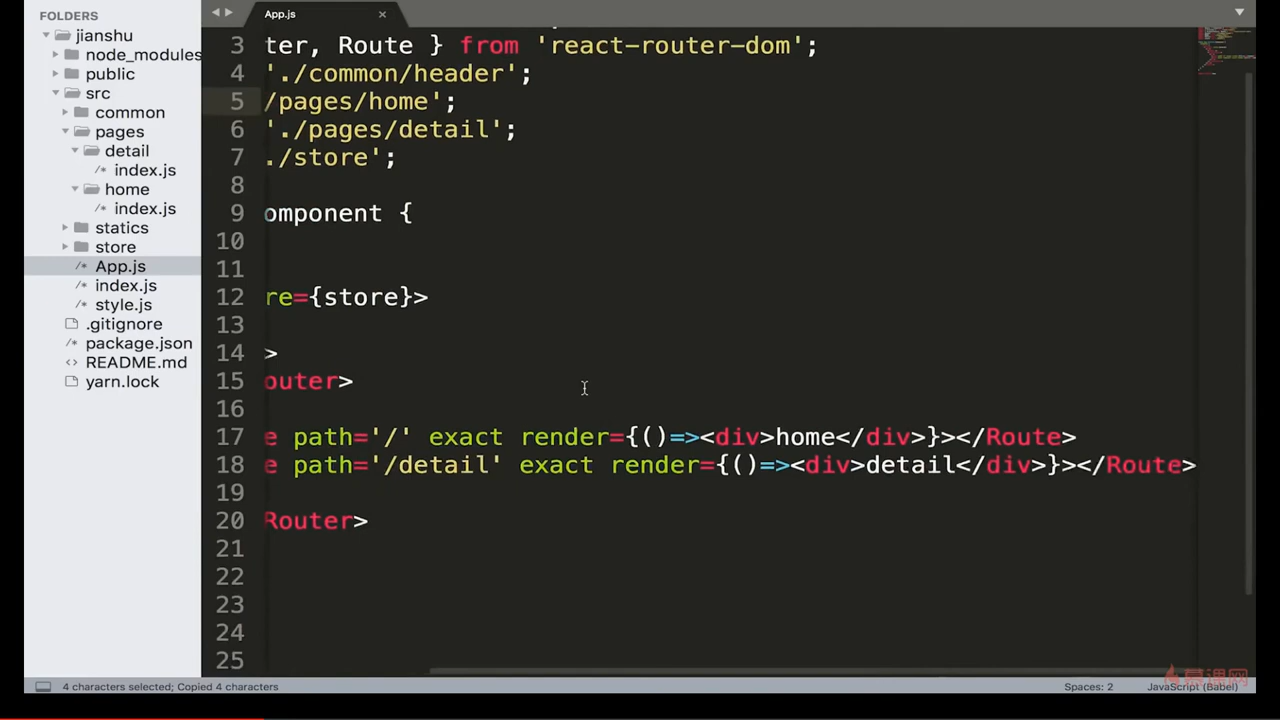 FOLDERS
jianshu
node_modules
public
src
common
pages
detail
/* index.js
home
/* index.js
statics
store
/* App.js
/* index.js
/* style.js
.gitignore
/* package.json
<> README.md
yarn.lock
App.js ×
3 ter, Route } from 'react-router-dom';
4 './common/header';
5 /pages/home';
6 './pages/detail';
7 ./store';
8
9 omponent {
10
11
12 re={store}>
13
14 >
15 outer>
16
17 e path='/' exact render={()=><div>home</div>}></Route>
18 e path='/detail' exact render={()=><div>detail</div>}></Route>
19
20 Router>
21
22
23
24
25
慕课网
4 characters selected; Copied 4 characters
Spaces: 2
JavaScript (Babel)